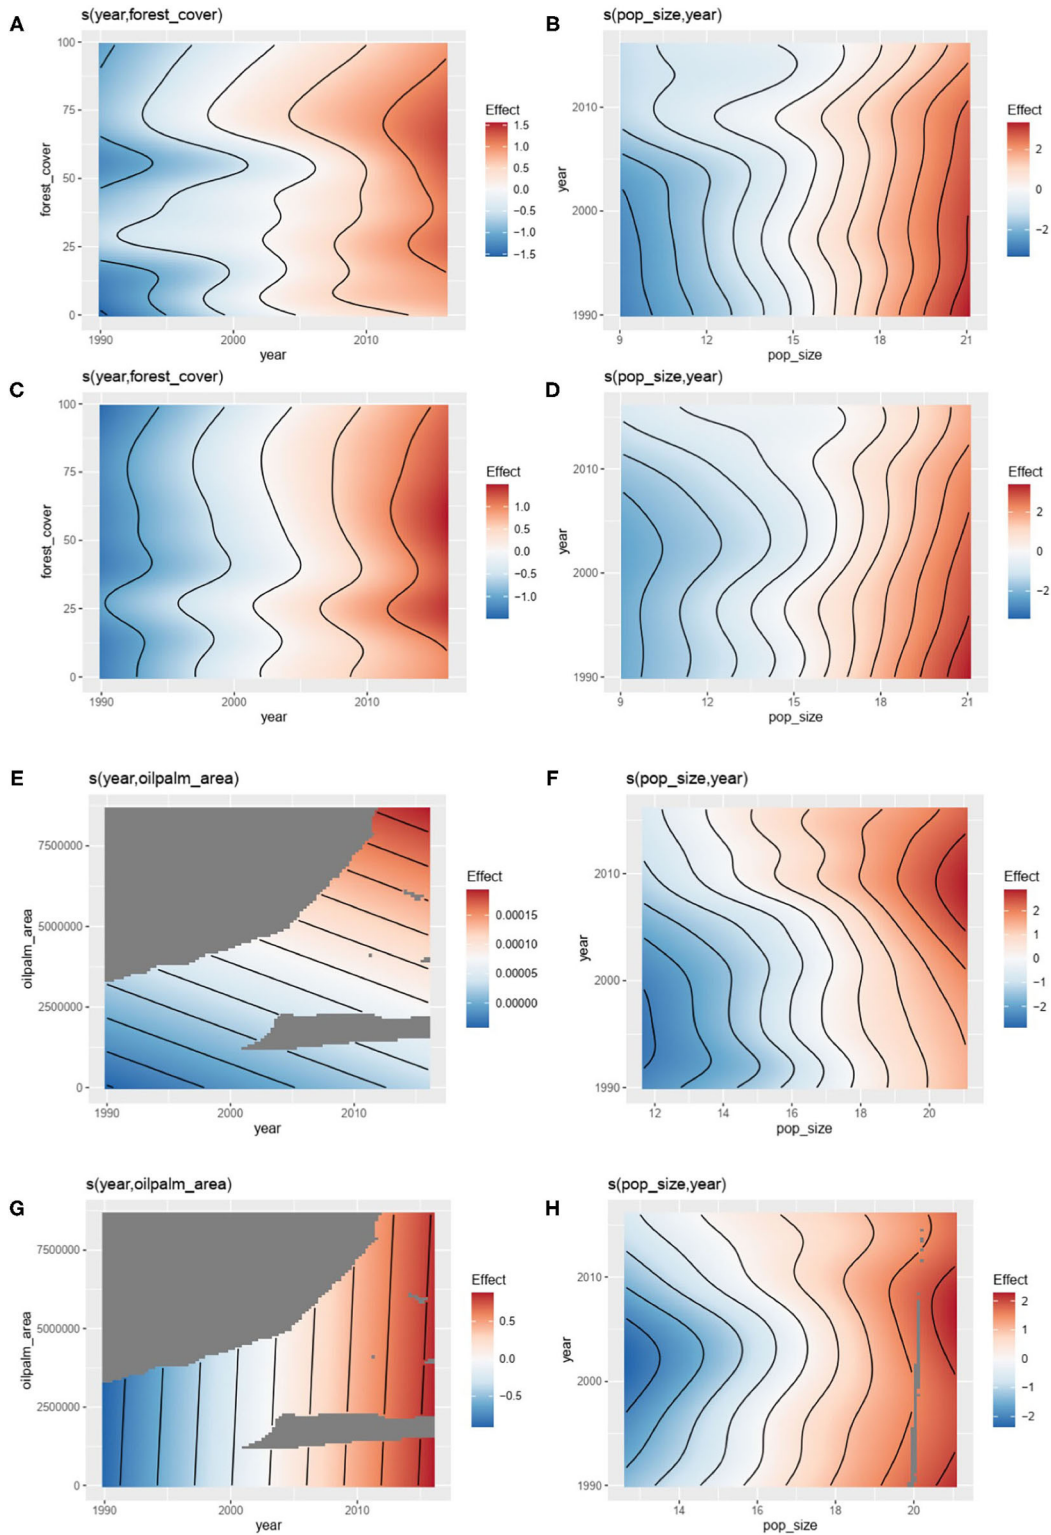 A
s(year,forest_cover)
100
75
50
25
0
forest_cover
1990
2000
2010
year
Effect
1.5
1.0
0.5
0.0
−0.5
−1.0
−1.5
B
s(pop_size,year)
2010
2000
1990
year
9
12
15
18
21
pop_size
Effect
2
0
−2
C
s(year,forest_cover)
100
75
50
25
0
forest_cover
1990
2000
2010
year
Effect
1.0
0.5
0.0
−0.5
−1.0
D
s(pop_size,year)
2010
2000
1990
year
9
12
15
18
21
pop_size
Effect
2
0
−2
E
s(year,oilpalm_area)
7500000
5000000
2500000
0
oilpalm_area
1990
2000
2010
year
Effect
0.00015
0.00010
0.00005
0.00000
F
s(pop_size,year)
2010
2000
1990
year
12
14
16
18
20
pop_size
Effect
2
1
0
−1
−2
G
s(year,oilpalm_area)
7500000
5000000
2500000
0
oilpalm_area
1990
2000
2010
year
Effect
0.5
0.0
−0.5
H
s(pop_size,year)
2010
2000
1990
year
14
16
18
20
pop_size
Effect
2
1
0
−1
−2